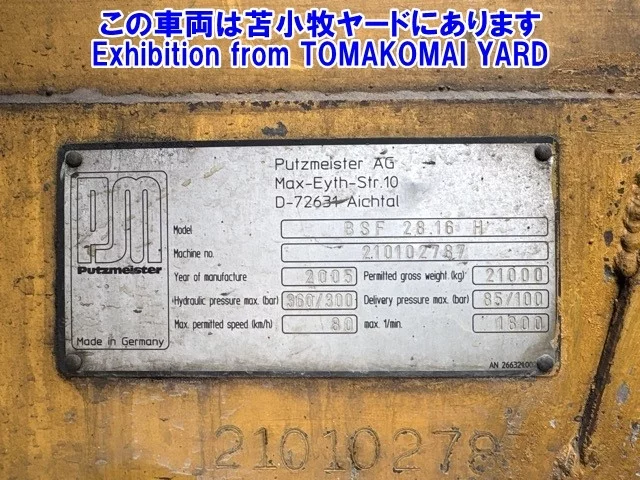 この車両は苫小牧ヤードにあります
Exhibition from TOMAKOMAI YARD
Putzmeister AG
Max-Eyth-Str.10
D-72631 Aichtal
PM
Putzmeister
Made in Germany
Model BSF 28.16 H
Machine no. 210102787
Year of manufacture 2005 Permitted gross weight (kg) 21000
Hydraulic pressure max. (bar) 360/300 Delivery pressure max. (bar) 85/100
Max. permitted speed (km/h) 80 max. 1/min.
21010278